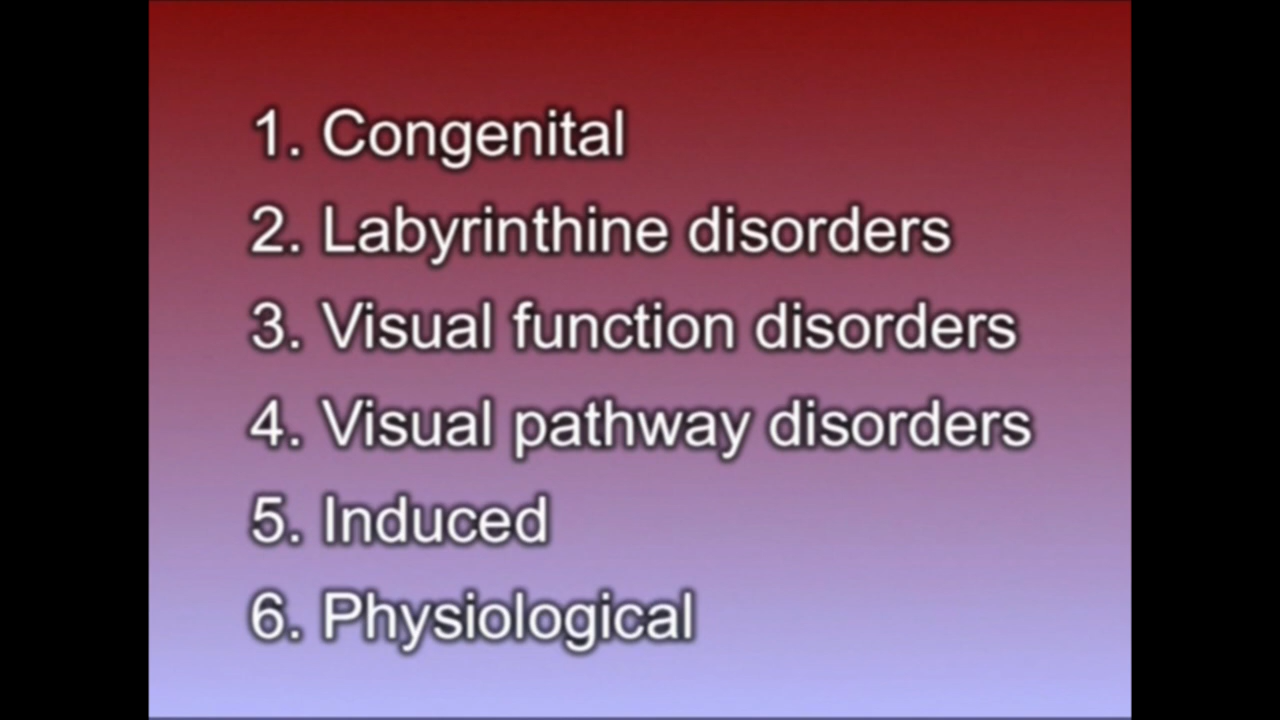 1. Congenital
2. Labyrinthine disorders
3. Visual function disorders
4. Visual pathway disorders
5. Induced
6. Physiological